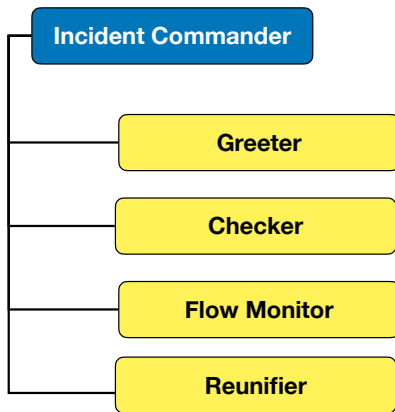 Incident Commander
Greeter
Checker
Flow Monitor
Reunifier